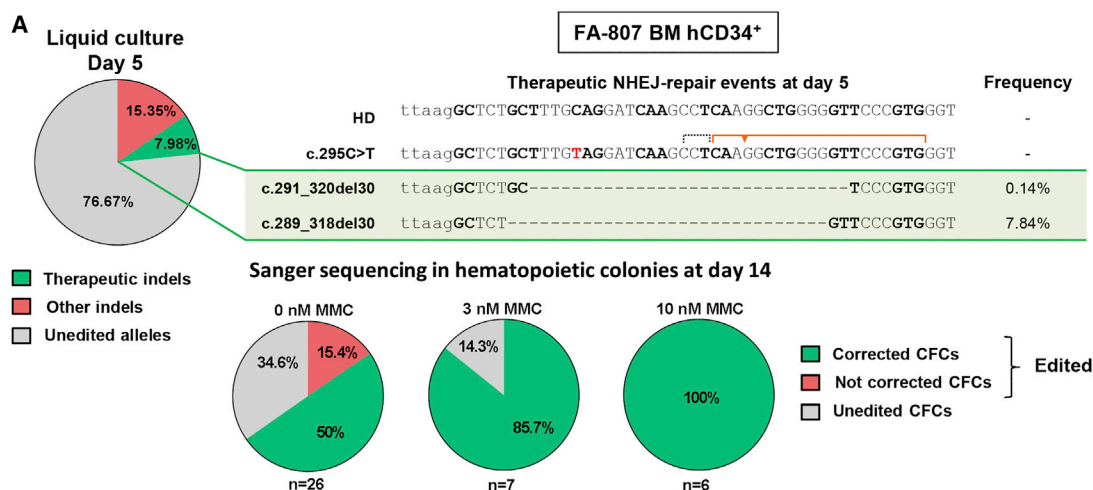 A
Liquid culture
Day 5
15.35%
7.98%
76.67%
Therapeutic indels
Other indels
Unedited alleles
FA-807 BM hCD34+
Therapeutic NHEJ-repair events at day 5 Frequency
HD ttaagGCTCTGCTTTGCAGGATCAAGCCTCAAGGCTGGGGGTTCCCGTGGGT -
c.295C>T ttaagGCTCTGCTTTGTAGGATCAAGCCTCAAGGCTGGGGGTTCCCGTGGGT -
c.291_320del30 ttaagGCTCTGC------------------------------TCCCGTGGGT 0.14%
c.289_318del30 ttaagGCTCT------------------------------GTTCCCGTGGGT 7.84%
Sanger sequencing in hematopoietic colonies at day 14
0 nM MMC
34.6%
15.4%
50%
n=26
3 nM MMC
14.3%
85.7%
n=7
10 nM MMC
100%
n=6
Corrected CFCs
Not corrected CFCs
Unedited CFCs
Edited